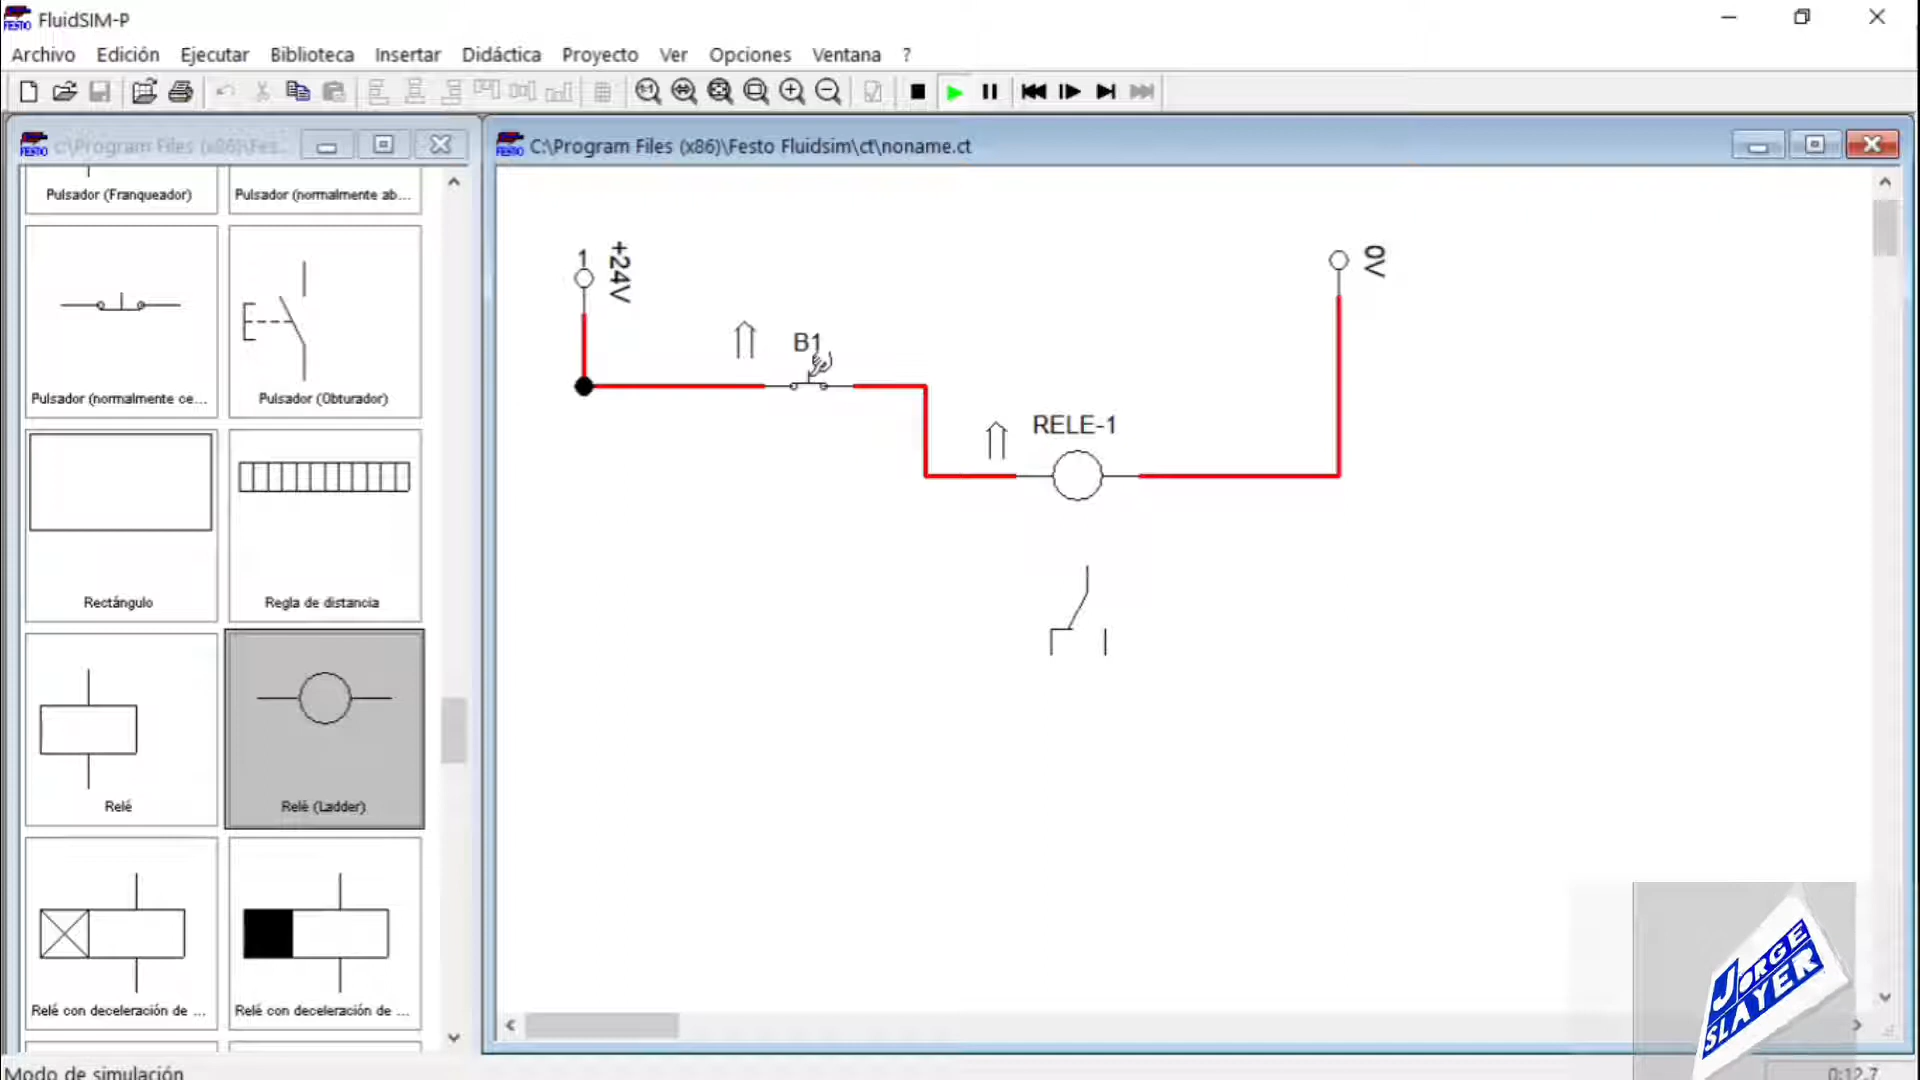 FluidSIM-P
Archivo Edición Ejecutar Biblioteca Insertar Didáctica Proyecto Ver Opciones Ventana ?
c:\Program Files (x86)\Fes...
C:\Program Files (x86)\Festo Fluidsim\ct\noname.ct
Pulsador (Franqueador)
Pulsador (normalmente ab...
Pulsador (normalmente ce...
Pulsador (Obturador)
Rectángulo
Regla de distancia
Relé
Relé (Ladder)
Relé con deceleración de ...
Relé con deceleración de ...
1
+24V
0V
B1
RELE-1
JORGE
SLAYER
Modo de simulación
0:12.7